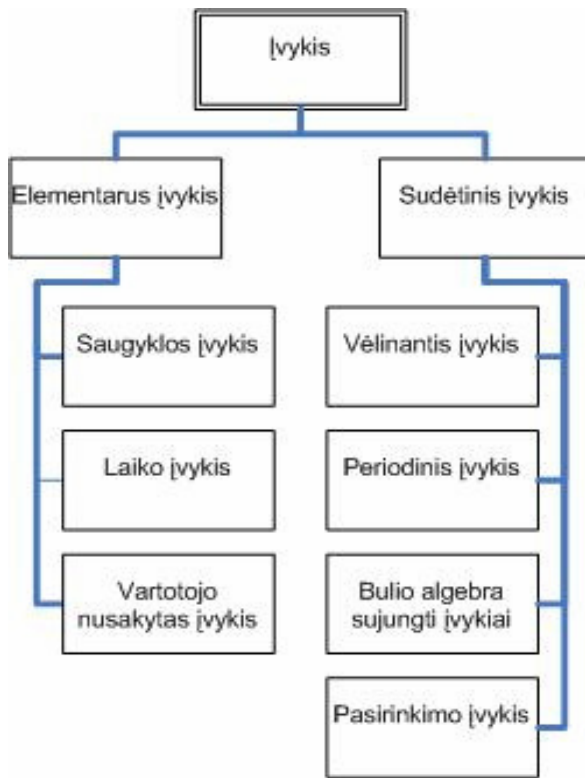 Įvykis
Elementarus įvykis
Sudėtinis įvykis
Saugyklos įvykis
Vėlinantis įvykis
Laiko įvykis
Periodinis įvykis
Vartotojo
nusakytas įvykis
Bulio algebra
sujungti įvykiai
Pasirinkimo įvykis